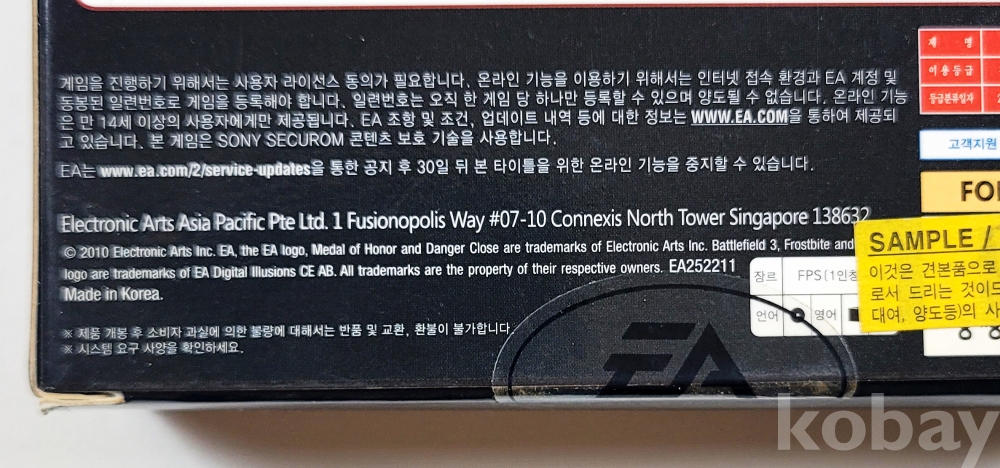 게임을 진행하기 위해서는 사용자 라이선스 동의가 필요합니다. 온라인 기능을 이용하기 위해서는 인터넷 접속 환경과 EA 계정 및
동봉된 일련번호로 게임을 등록해야 합니다. 일련번호는 오직 한 게임 당 하나만 등록할 수 있으며 양도될 수 없습니다. 온라인 기능
은 만 14세 이상의 사용자에게만 제공됩니다. EA 조항 및 조건, 업데이트 내역 등에 대한 정보는 WWW.EA.COM을 통하여 제공되
고 있습니다. 본 게임은 SONY SECUROM 콘텐츠 보호 기술을 사용합니다.
EA는 www.ea.com/2/service-updates을 통한 공지 후 30일 뒤 본 타이틀을 위한 온라인 기능을 중지할 수 있습니다.
Electronic Arts Asia Pacific Pte Ltd. 1 Fusionopolis Way #07-10 Connexis North Tower Singapore 138632
© 2010 Electronic Arts Inc. EA, the EA logo, Medal of Honor and Danger Close are trademarks of Electronic Arts Inc. Battlefield 3, Frostbite and
logo are trademarks of EA Digital Illusions CE AB. All trademarks are the property of their respective owners. EA252211
Made in Korea.
※ 제품 개봉 후 소비자 과실에 의한 불량에 대해서는 반품 및 교환, 환불이 불가합니다.
※ 시스템 요구 사양을 확인하세요.
EA
제 명
이용등급
등급분류일자
고객지원
FO
SAMPLE /
이것은 견본품으로
로서 드리는 것이
대여, 양도등)의 사
장르 FPS (1인칭
언어 영어
kobay